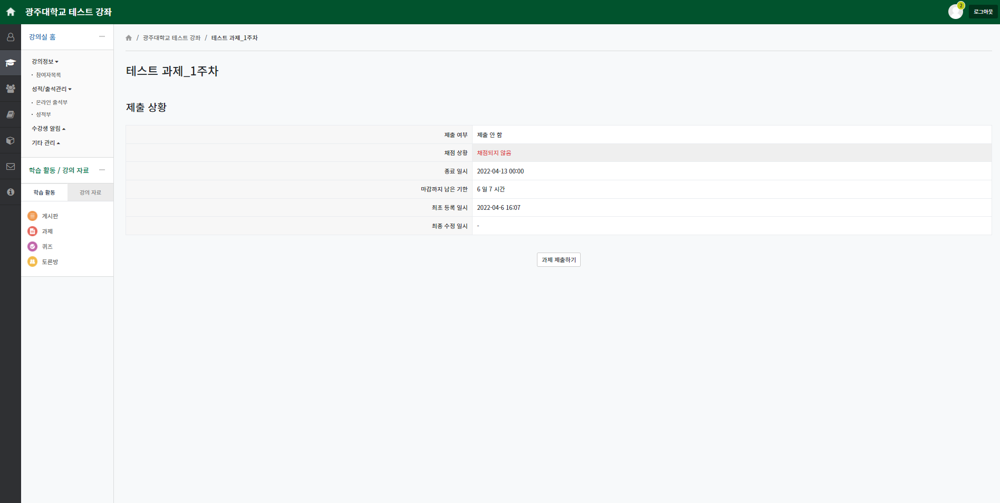 광주대학교 테스트 강좌
2
로그아웃
강의실 홈
강의정보
· 참여자목록
성적/출석관리
· 온라인 출석부
· 성적부
수강생 알림
기타 관리
학습 활동 / 강의 자료
학습 활동
강의 자료
게시판
과제
퀴즈
토론방
/ 광주대학교 테스트 강좌 / 테스트 과제_1주차
테스트 과제_1주차
제출 상황
제출 여부 제출 안 함
채점 상황 채점되지 않음
종료 일시 2022-04-13 00:00
마감까지 남은 기한 6 일 7 시간
최초 등록 일시 2022-04-6 16:07
최종 수정 일시 -
과제 제출하기